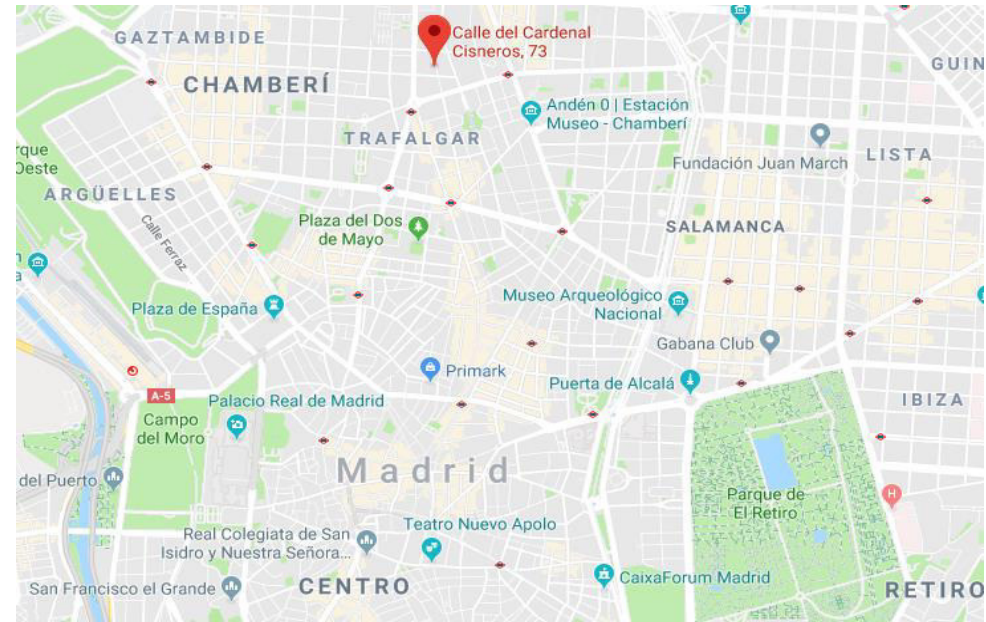 GAZTAMBIDE
Calle del Cardenal
Cisneros, 73
GUIN
CHAMBERÍ
Andén 0 | Estación
Museo - Chamberí
TRAFALGAR
rque
Oeste
Fundación Juan March
LISTA
ARGÜELLES
Calle Ferraz
Plaza del Dos
de Mayo
SALAMANCA
n
a
Plaza de España
Museo Arqueológico
Nacional
Gabana Club
Primark
Puerta de Alcalá
A-5
Palacio Real de Madrid
IBIZA
Campo
del Moro
Madrid
del Puerto
H
Parque de
El Retiro
Teatro Nuevo Apolo
Real Colegiata de San
Isidro y Nuestra Señora...
CaixaForum Madrid
San Francisco el Grande
CENTRO
RETIRO